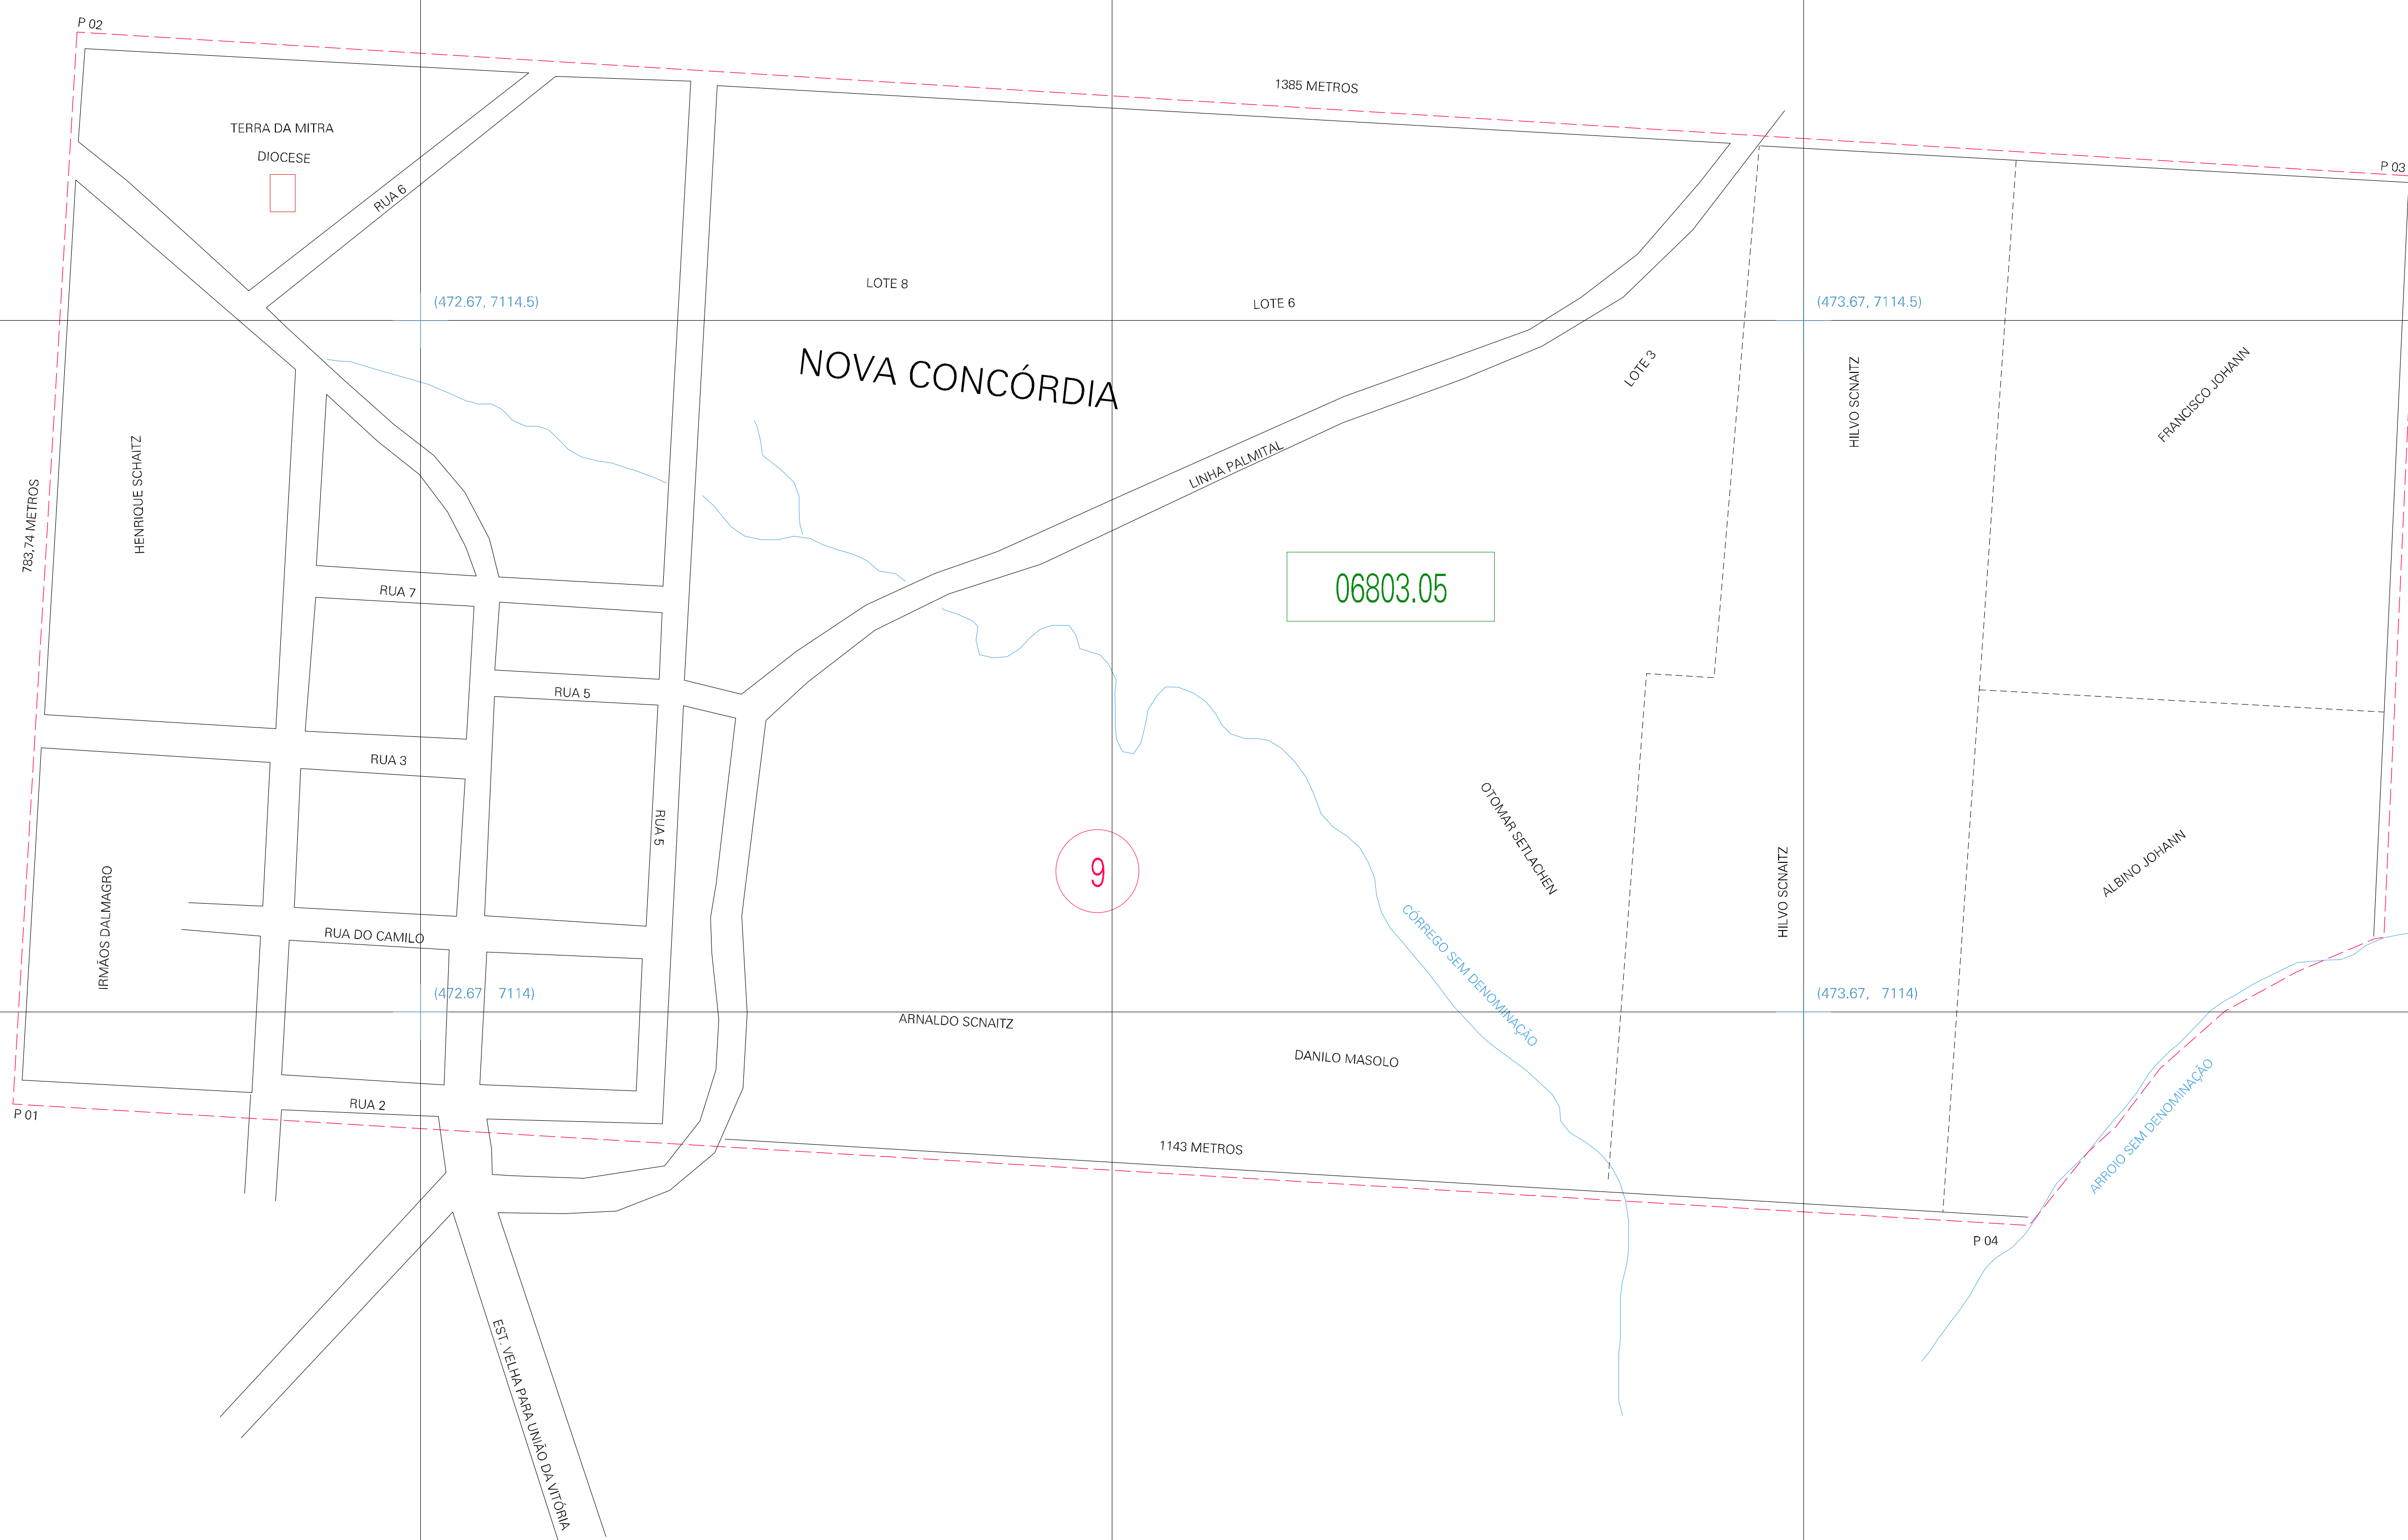 P 02
1385 METROS
P 03
TERRA DA MITRA
DIOCESE
RUA 6
LOTE 8
LOTE 6
(472.67, 7114.5)
(473.67, 7114.5)
NOVA CONCÓRDIA
LOTE 3
HILVO SCNAITZ
FRANCISCO JOHANN
HENRIQUE SCHAITZ
783,74 METROS
LINHA PALMITAL
06803.05
RUA 7
RUA 5
RUA 3
RUA 5
9
OTOMAR SETLACHEN
HILVO SCNAITZ
ALBINO JOHANN
IRMÃOS DALMAGRO
RUA DO CAMILO
CÓRREGO SEM DENOMINAÇÃO
(472.67, 7114)
(473.67, 7114)
ARNALDO SCNAITZ
DANILO MASOLO
RUA 2
P 01
1143 METROS
ARROIO SEM DENOMINAÇÃO
P 04
EST. VELHA PARA UNIÃO DA VITÓRIA